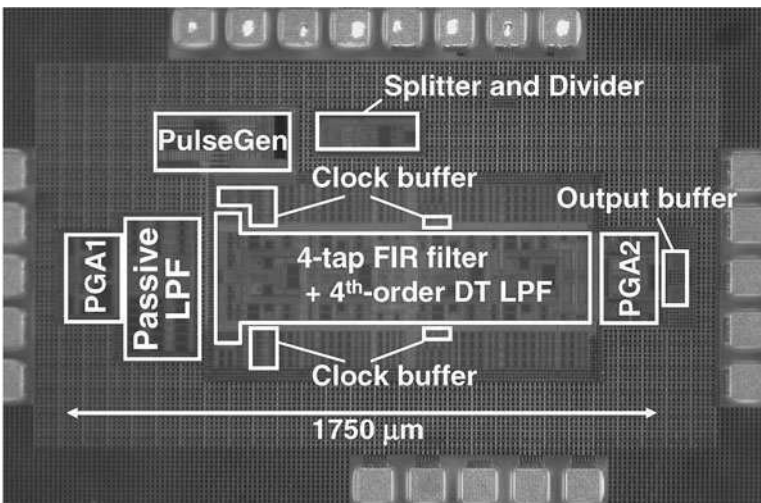 Splitter and Divider
PulseGen
Clock buffer
Output buffer
PGA1
Passive
LPF
4-tap FIR filter
+ 4th-order DT LPF
PGA2
Clock buffer
1750 μm